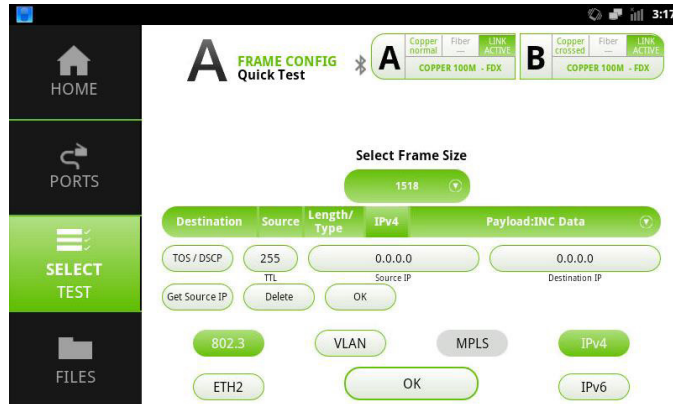 3:17
HOME
PORTS
SELECT
TEST
FILES
A FRAME CONFIG
Quick Test
A Copper normal Fiber --- LINK ACTIVE
COPPER 100M - FDX
B Copper crossed Fiber --- LINK ACTIVE
COPPER 100M - FDX
Select Frame Size
1518
Destination Source Length/Type IPv4 Payload:INC Data
TOS / DSCP 255 0.0.0.0 0.0.0.0
TTL Source IP Destination IP
Get Source IP Delete OK
802.3 VLAN MPLS IPv4
ETH2 OK IPv6